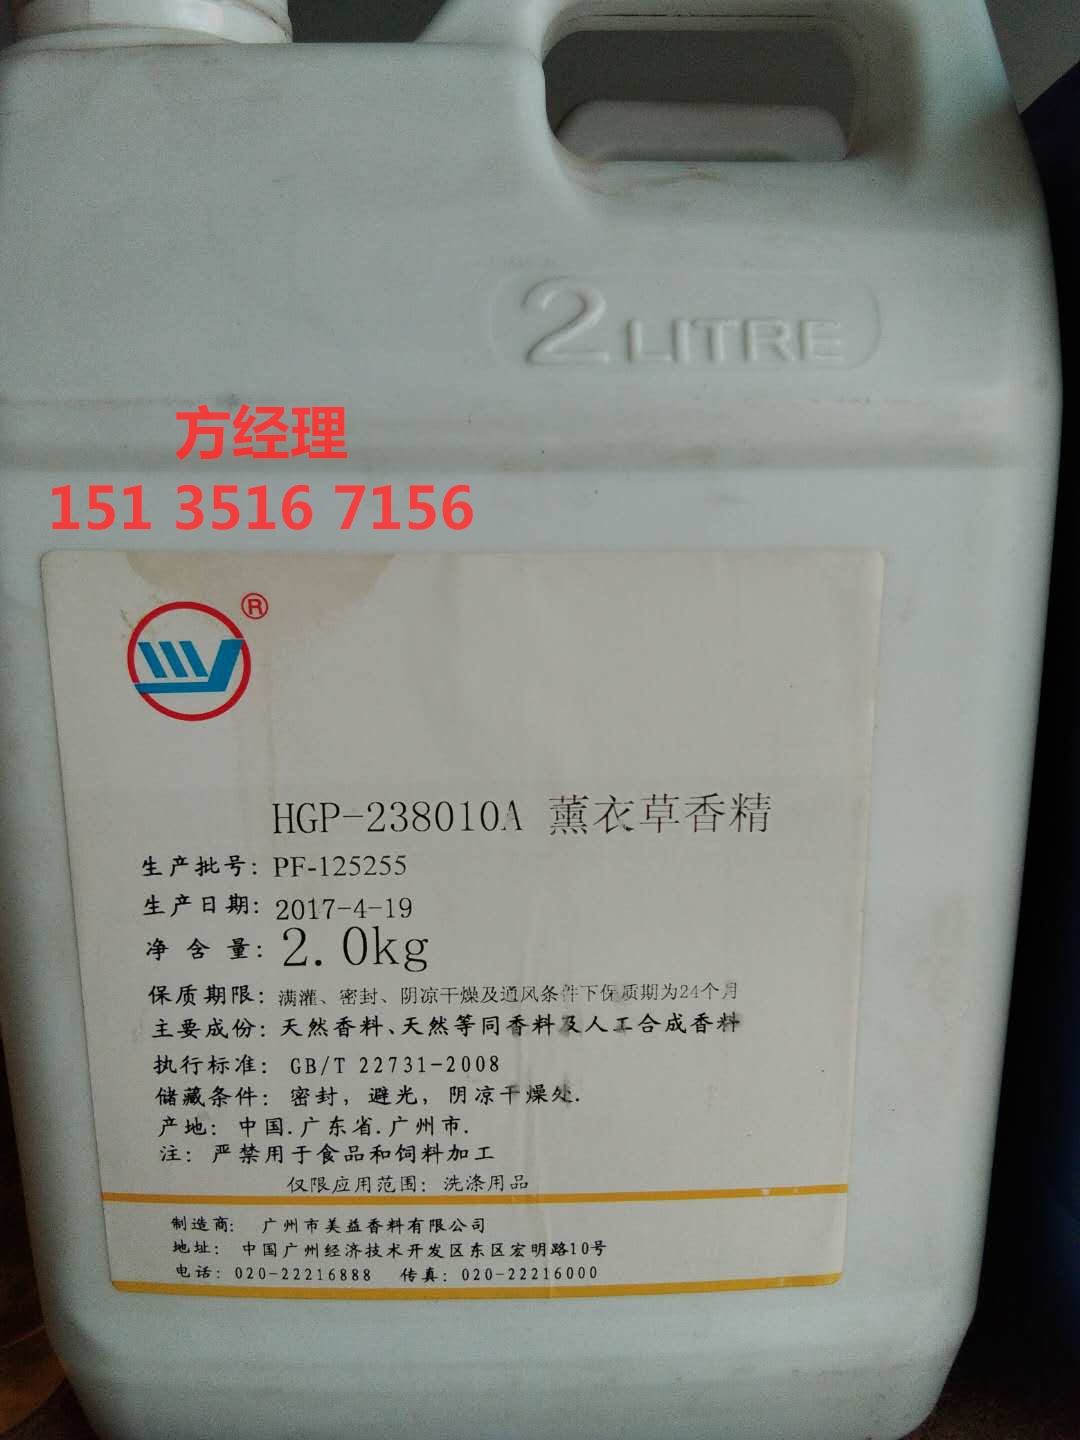 2 LITRE
方经理
151 3516 7156
®
HGP-238010A 薰衣草香精
生产批号: PF-125255
生产日期: 2017-4-19
净 含 量: 2.0kg
保质期限: 满灌、密封、阴凉干燥及通风条件下保质期为24个月
主要成份: 天然香料、天然等同香料及人工合成香料
执行标准: GB/T 22731-2008
储藏条件: 密封, 避光, 阴凉干燥处.
产地: 中国.广东省.广州市.
注: 严禁用于食品和饲料加工
仅限应用范围: 洗涤用品
制造商: 广州市美益香料有限公司
地址: 中国广州经济技术开发区东区宏明路10号
电话: 020-22216888 传真: 020-22216000